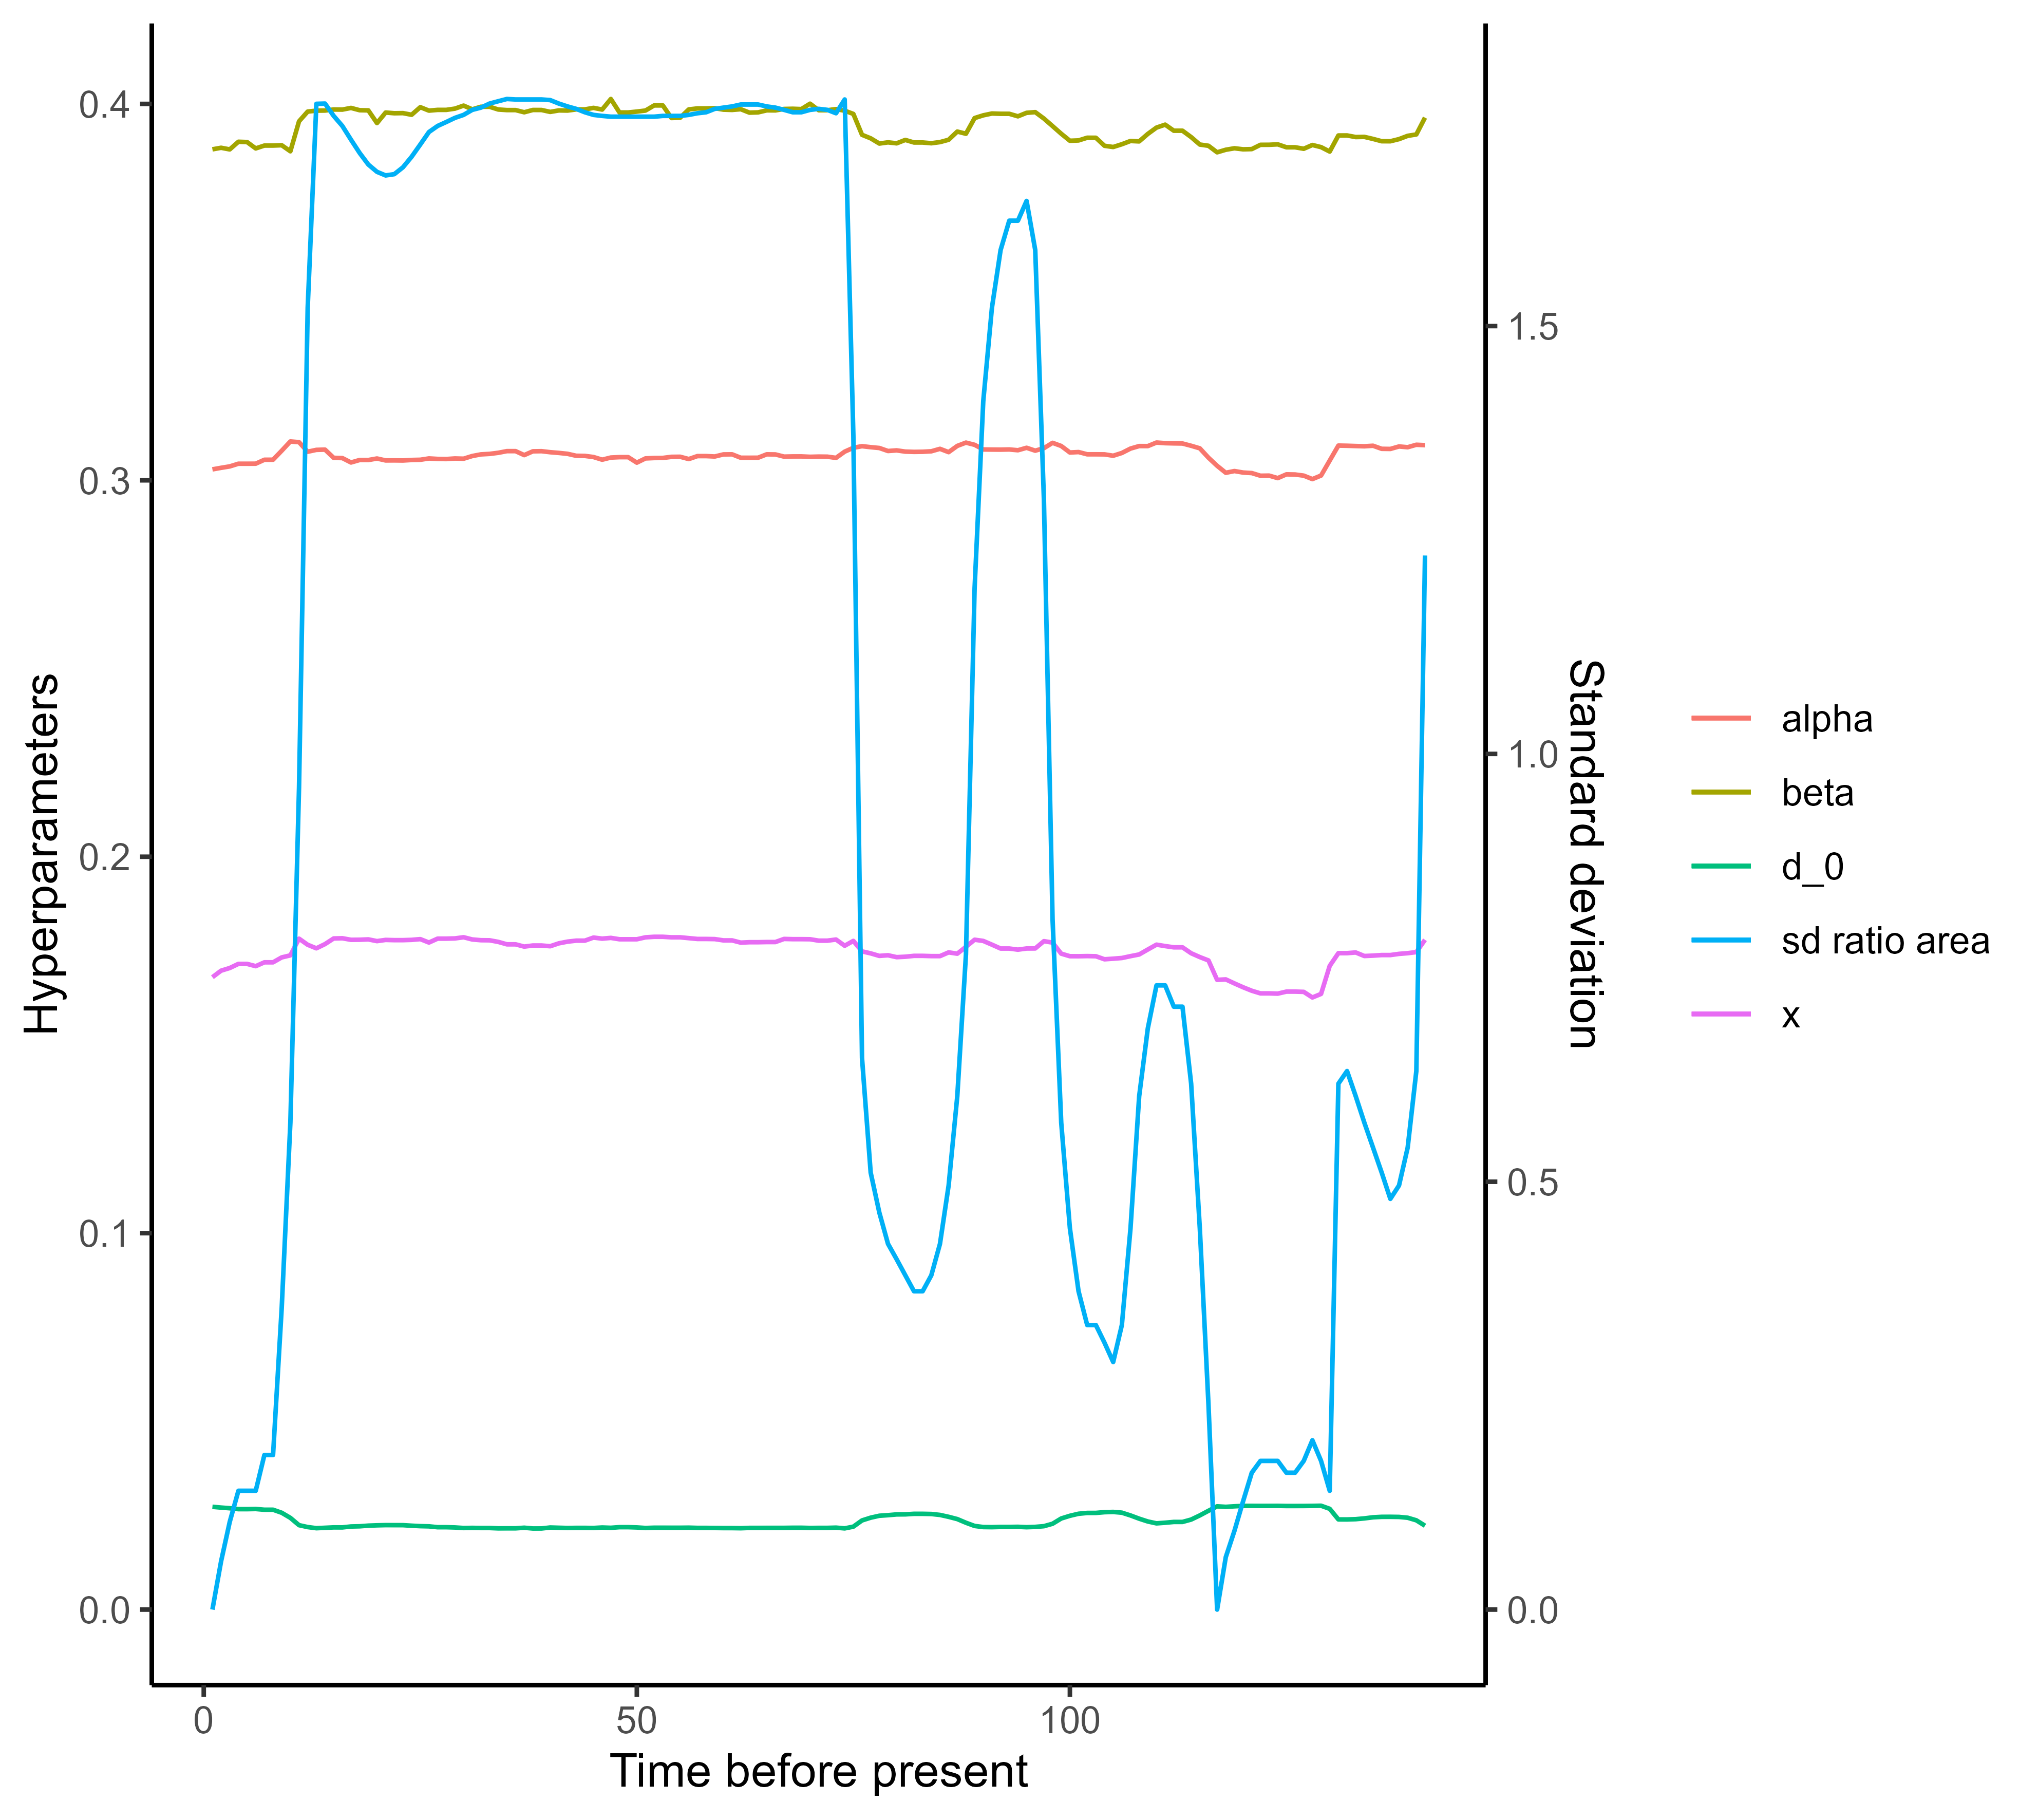 Hyperparameters
0.4
0.3
0.2
0.1
0.0
0
50
100
Time before present
1.5
1.0
0.5
0.0
Standard deviation
alpha
beta
d_0
sd ratio area
x